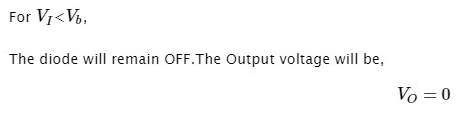 For V_I<V_b,
The diode will remain OFF.The Output voltage will be,
V_O = 0